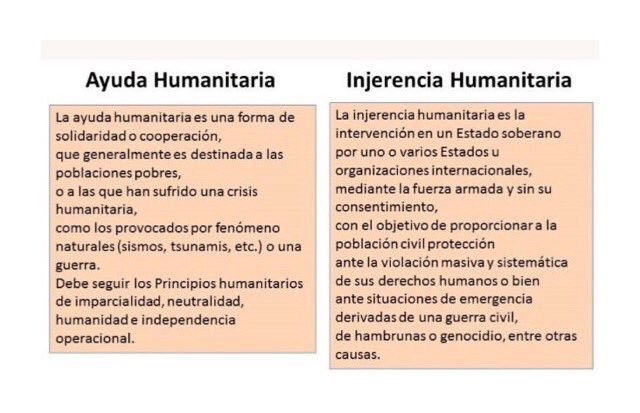 Ayuda Humanitaria
La ayuda humanitaria es una forma de
solidaridad o cooperación,
que generalmente es destinada a las
poblaciones pobres,
o a las que han sufrido una crisis
humanitaria,
como los provocados por fenómeno
naturales (sismos, tsunamis, etc.) o una
guerra.
Debe seguir los Principios humanitarios
de imparcialidad, neutralidad,
humanidad e independencia
operacional.
Injerencia Humanitaria
La injerencia humanitaria es la
intervención en un Estado soberano
por uno o varios Estados u
organizaciones internacionales,
mediante la fuerza armada y sin su
consentimiento,
con el objetivo de proporcionar a la
población civil protección
ante la violación masiva y sistemática
de sus derechos humanos o bien
ante situaciones de emergencia
derivadas de una guerra civil,
de hambrunas o genocidio, entre otras
causas.